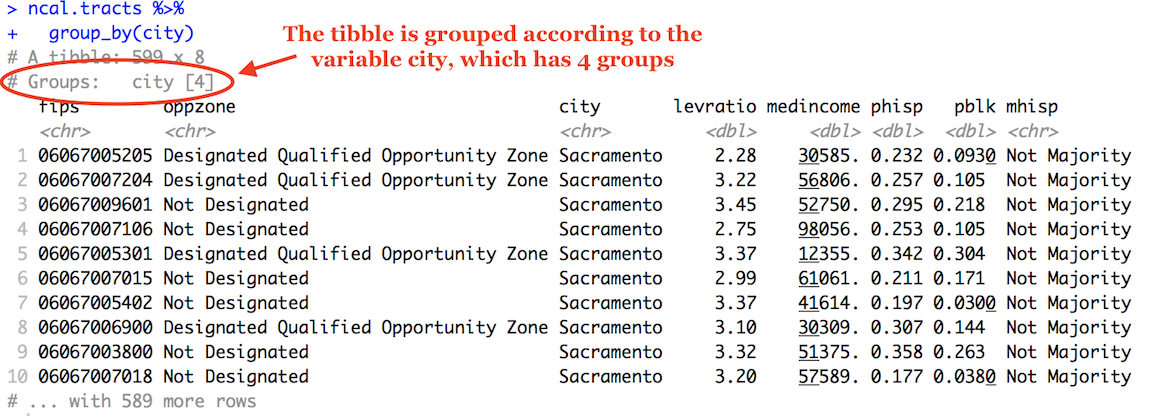 > ncal.tracts %>%
+   group_by(city)
The tibble is grouped according to the
variable city, which has 4 groups
# A tibble: 599 x 8
# Groups:   city [4]
fips oppzone city levratio medincome phisp pblk mhisp
<chr> <chr> <chr> <dbl> <dbl> <dbl> <dbl> <chr>
1 06067005205 Designated Qualified Opportunity Zone Sacramento 2.28 30585. 0.232 0.0930 Not Majority
2 06067007204 Designated Qualified Opportunity Zone Sacramento 3.22 56806. 0.257 0.105 Not Majority
3 06067009601 Not Designated Sacramento 3.45 52750. 0.295 0.218 Not Majority
4 06067007106 Not Designated Sacramento 2.75 98056. 0.253 0.105 Not Majority
5 06067005301 Designated Qualified Opportunity Zone Sacramento 3.37 12355. 0.342 0.304 Not Majority
6 06067007015 Not Designated Sacramento 2.99 61061. 0.211 0.171 Not Majority
7 06067005402 Not Designated Sacramento 3.37 41614. 0.197 0.0300 Not Majority
8 06067006900 Designated Qualified Opportunity Zone Sacramento 3.10 30309. 0.307 0.144 Not Majority
9 06067003800 Not Designated Sacramento 3.32 51375. 0.358 0.263 Not Majority
10 06067007018 Not Designated Sacramento 3.20 57589. 0.177 0.0380 Not Majority
# ... with 589 more rows